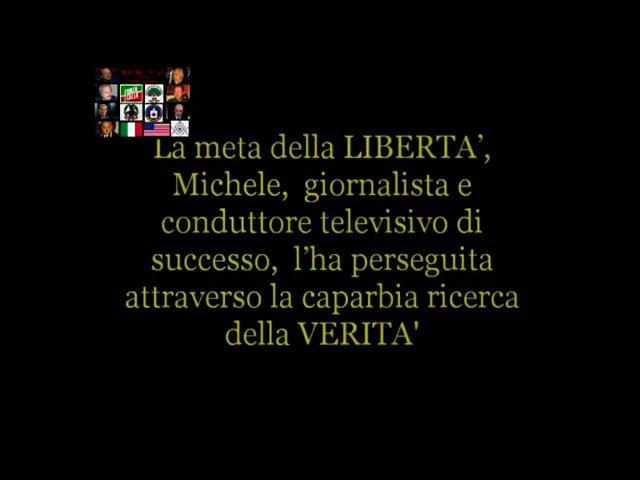 La meta della LIBERTA’,
Michele, giornalista e
conduttore televisivo di
successo, l’ha perseguita
attraverso la caparbia ricerca
della VERITA'